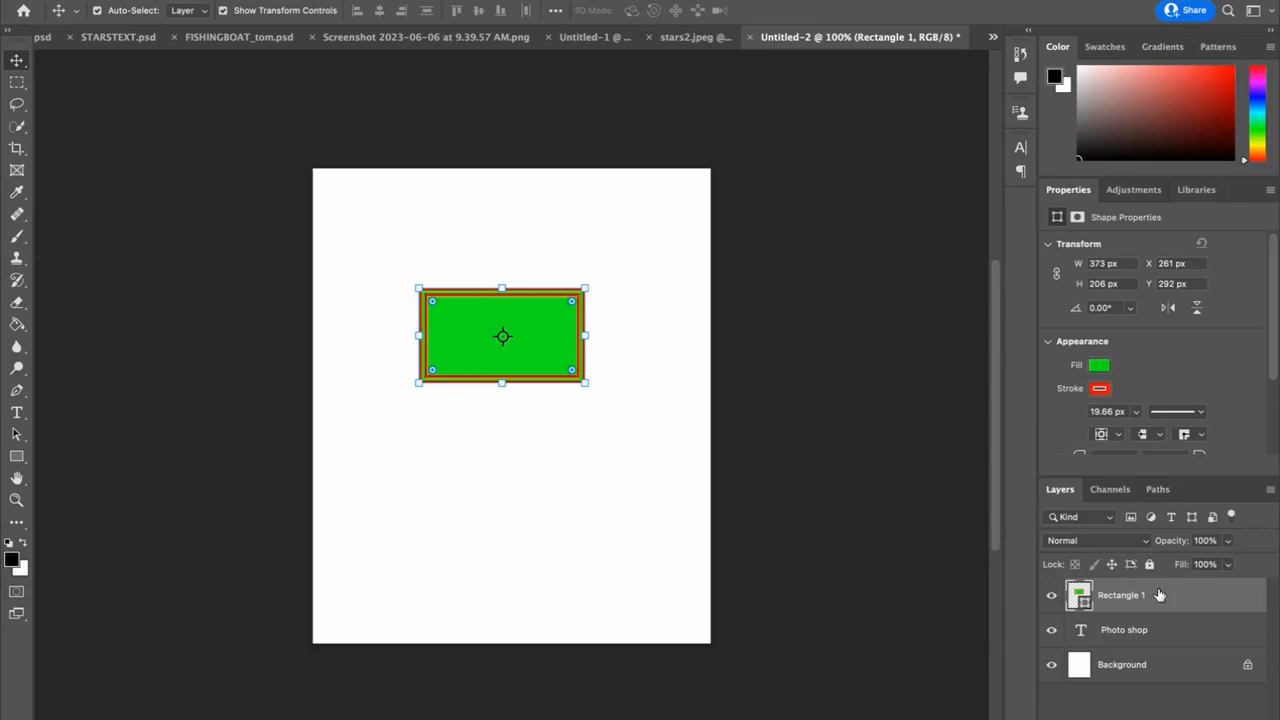 Auto-Select: Layer Show Transform Controls 3D Mode: Share
psd × STARSTEXT.psd × FISHINGBOAT_tom.psd × Screenshot 2023-06-06 at 9.39.57 AM.png × Untitled-1 @ ... × stars2.jpeg @... × Untitled-2 @ 100% (Rectangle 1, RGB/8) *
Color Swatches Gradients Patterns
Properties Adjustments Libraries
Shape Properties
Transform
W 373 px X 261 px
H 206 px Y 292 px
0.00°
Appearance
Fill
Stroke
19.66 px
Layers Channels Paths
Kind
Normal Opacity: 100%
Lock: Fill: 100%
Rectangle 1
T Photo shop
Background